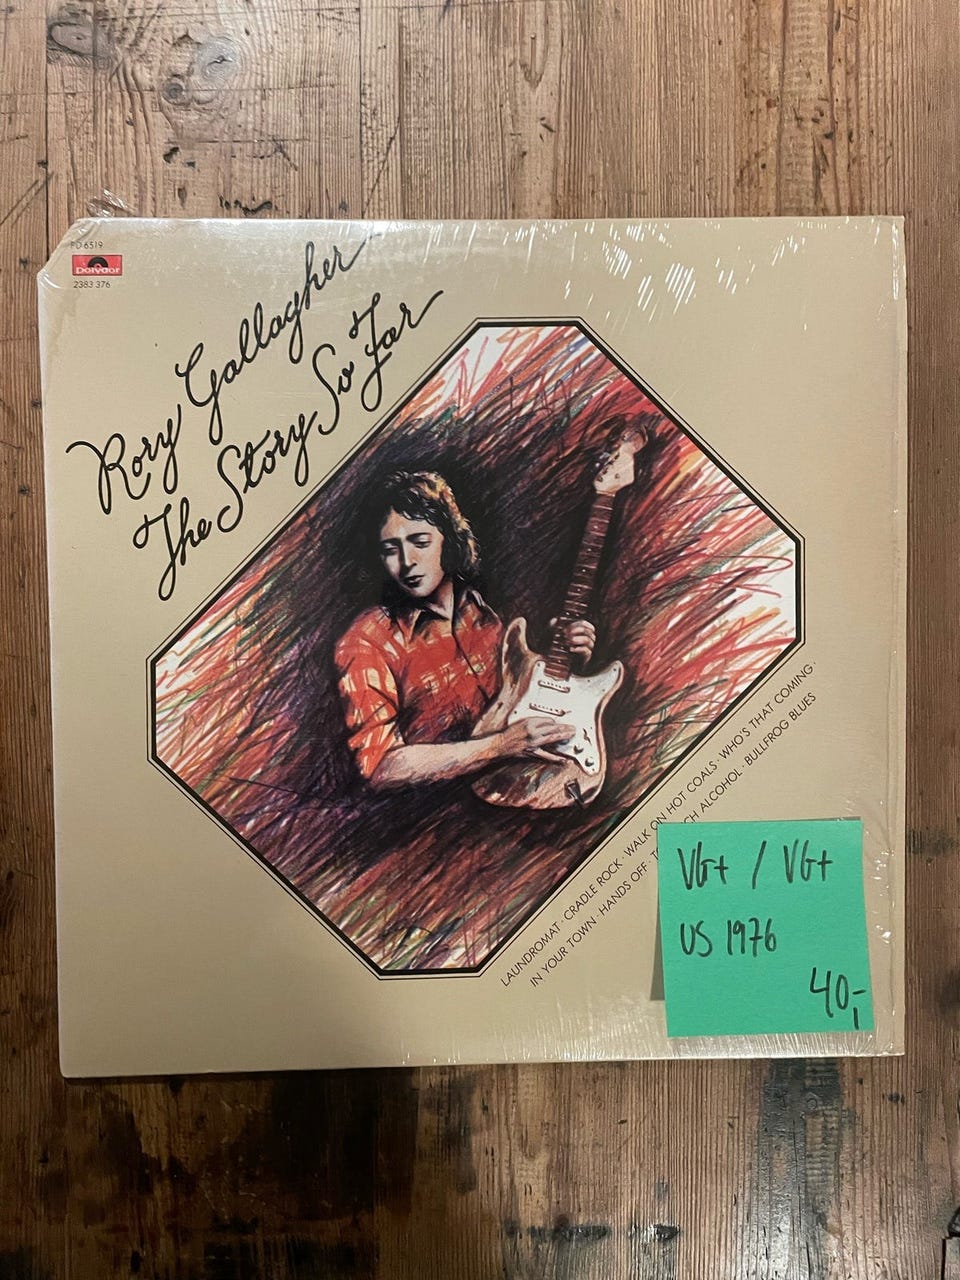 PD 6519
Polydor
2383 376
Rory Gallagher
The Story So Far
LAUNDROMAT · CRADLE ROCK · WALK ON HOT COALS · WHO'S THAT COMING ·
IN YOUR TOWN · HANDS OFF · ALCOHOL · BULLFROG BLUES
VG+ / VG+
US 1976
40,-